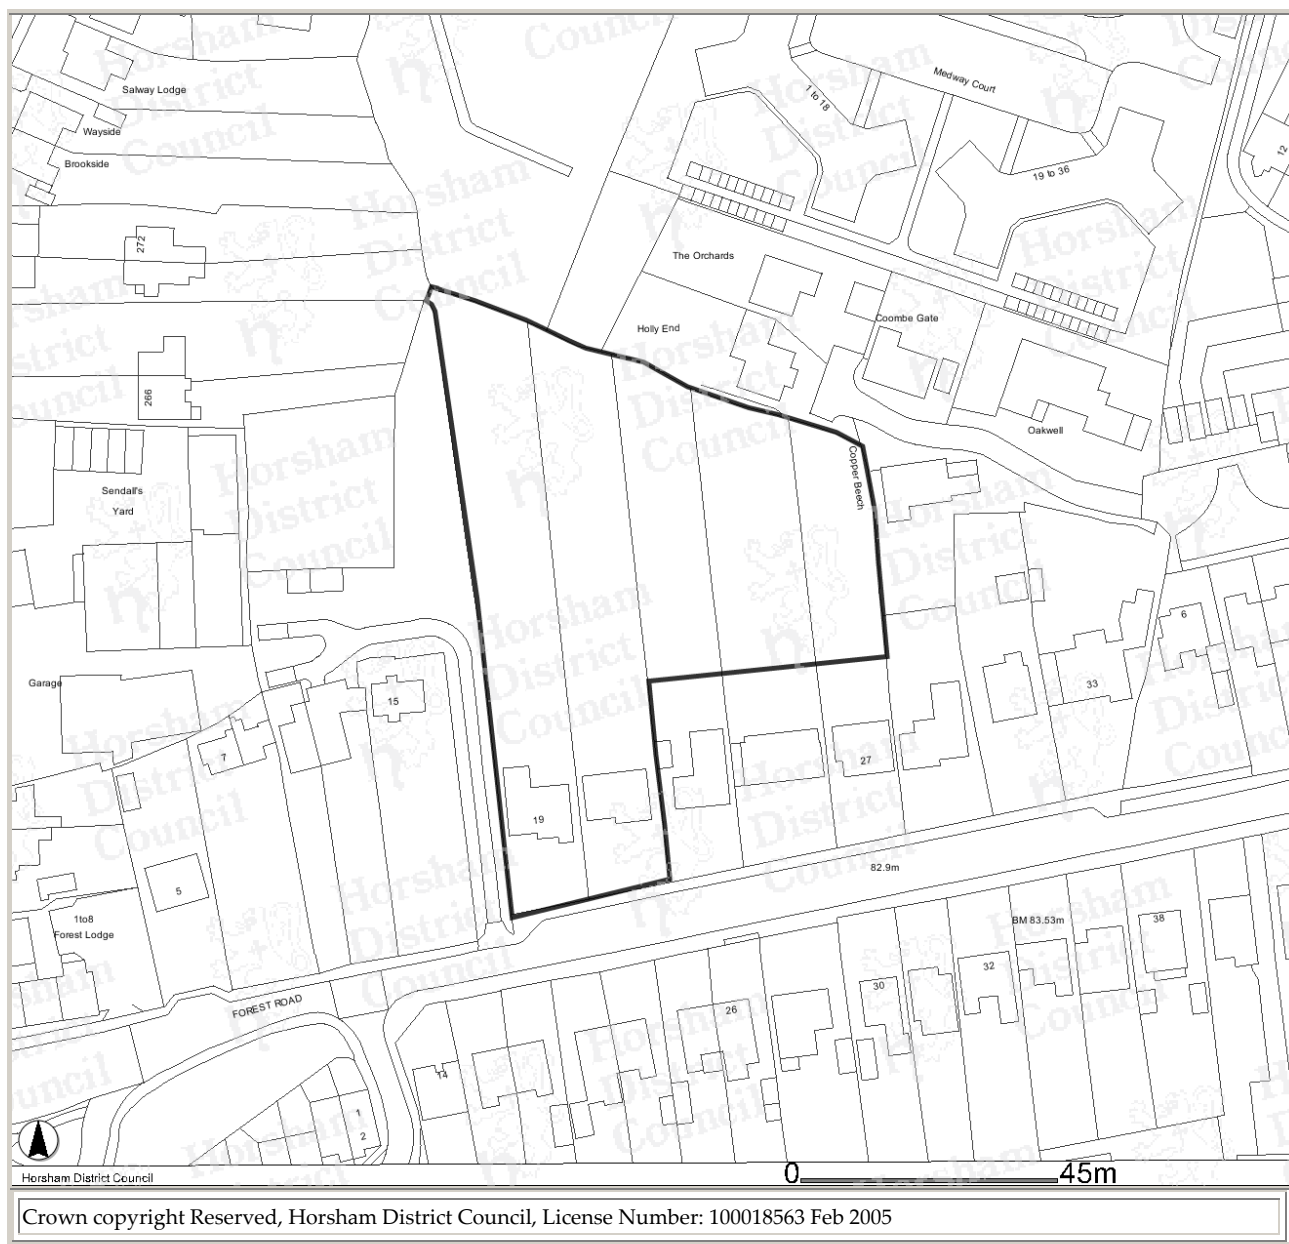 Salway Lodge
Wayside
Brookside
272
266
Sendall's
Yard
Garage
7
15
5
1to8
Forest Lodge
FOREST ROAD
19
27
33
6
12
Medway Court
1 to 18
19 to 36
The Orchards
Holly End
Coombe Gate
Oakwell
Copper Beech
82.9m
BM 83.53m
38
32
30
26
14
1
2
Horsham District Council
0 45m
Crown copyright Reserved, Horsham District Council, License Number: 100018563 Feb 2005
Horsham
District
Council